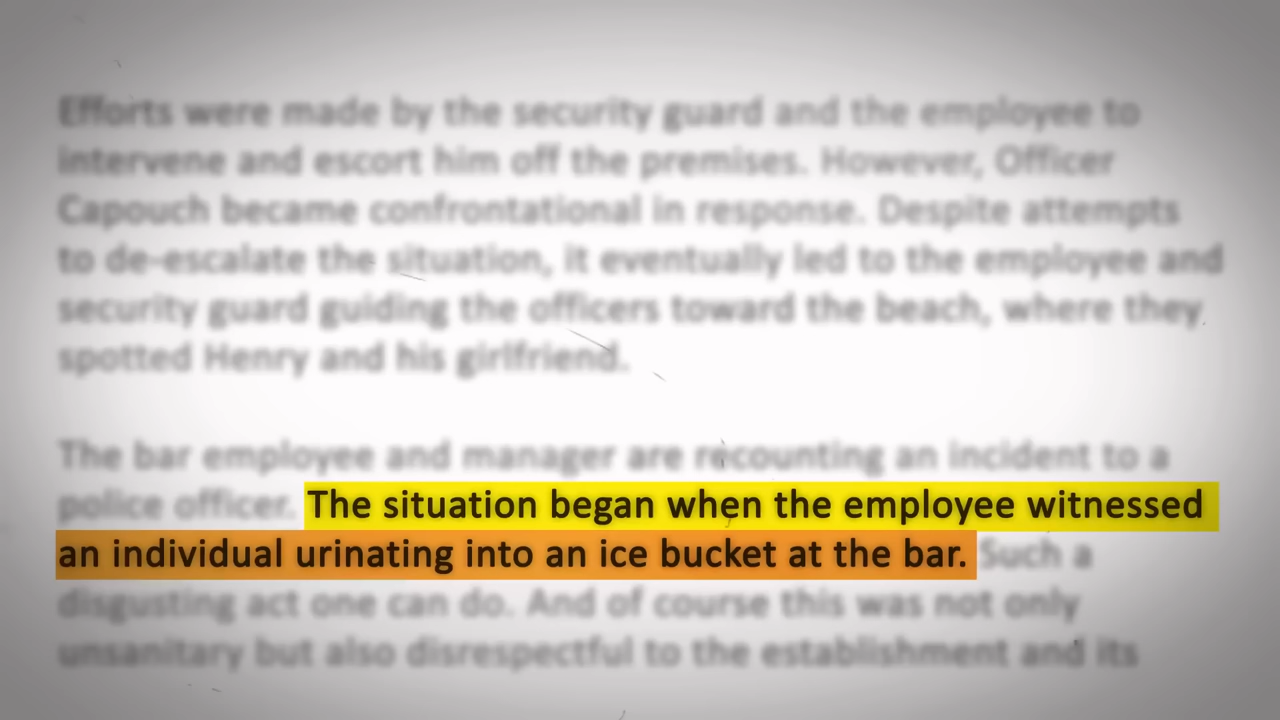 Efforts were made by the security guard and the employee to
intervene and escort him off the premises. However, Officer
Capouch became confrontational in response. Despite attempts
to de-escalate the situation, it eventually led to the employee and
security guard guiding the officers toward the beach, where they
spotted Henry and his girlfriend.
The bar employee and manager are recounting an incident to a
police officer. The situation began when the employee witnessed
an individual urinating into an ice bucket at the bar. Such a
disgusting act one can do. And of course this was not only
unsanitary but also disrespectful to the establishment and its